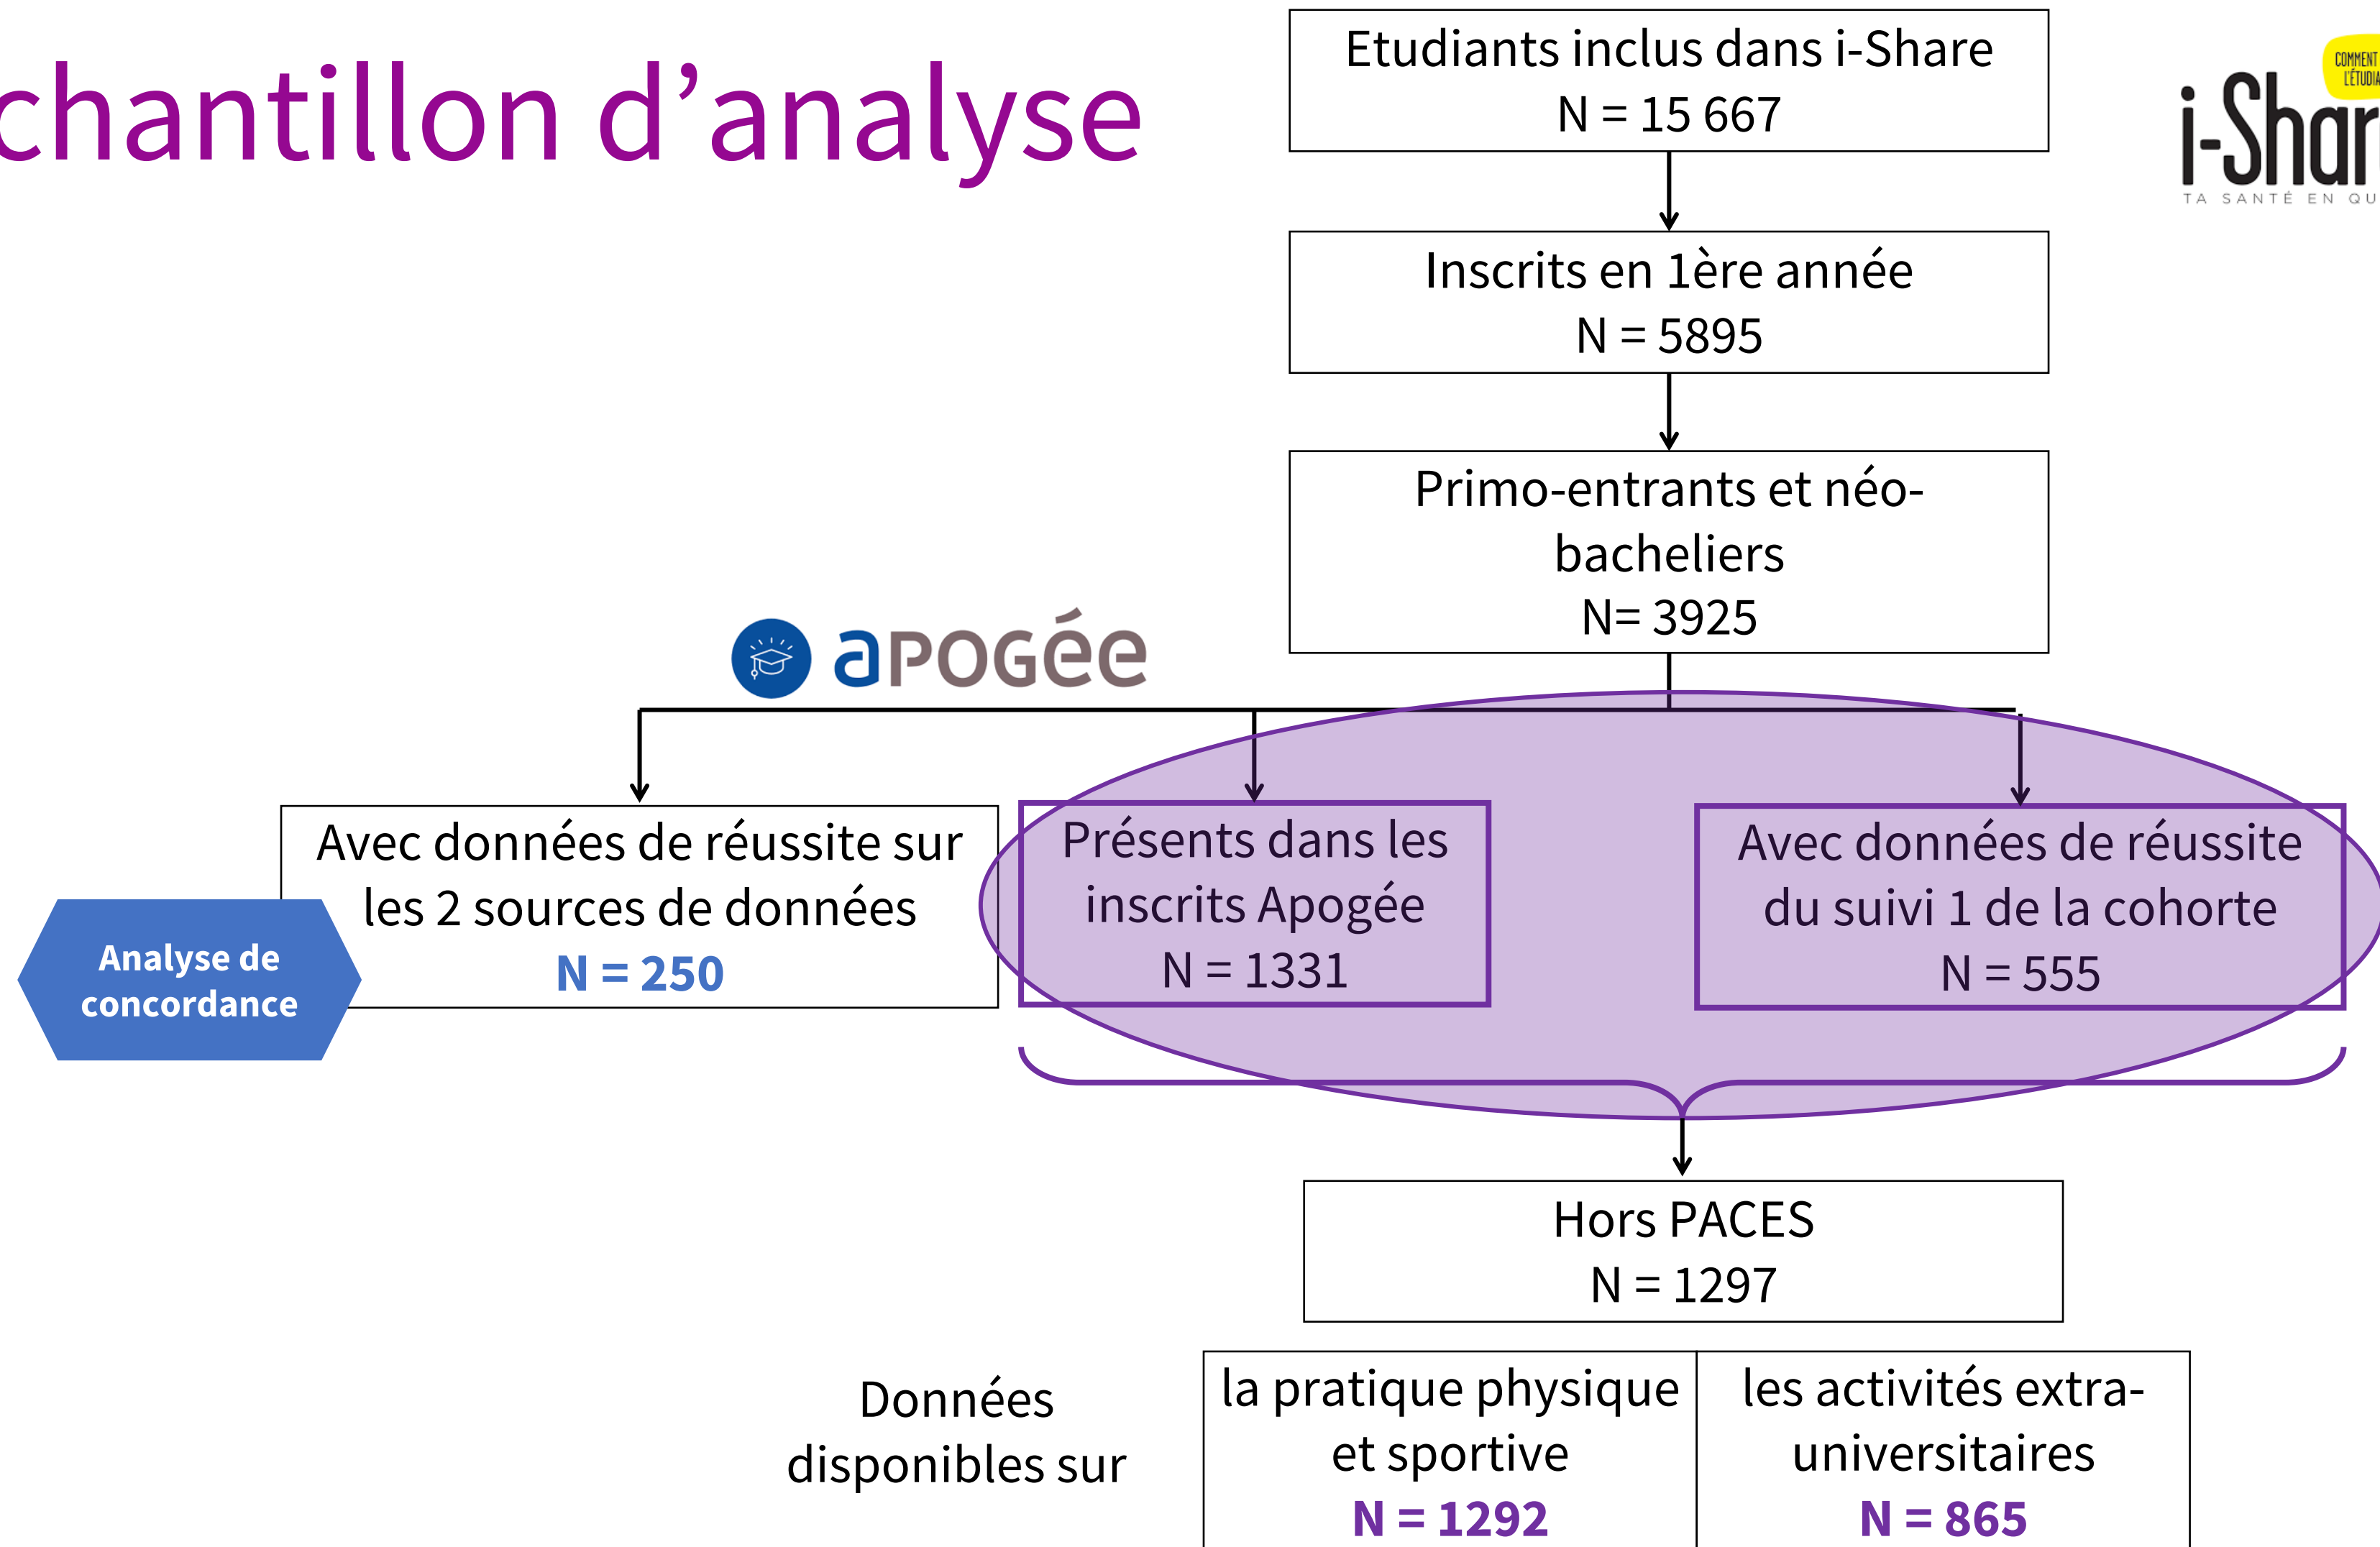 chantillon d’analyse
Etudiants inclus dans i-Share
N = 15 667
COMMENT
i-Shar
TA SANTÉ EN QU
Inscrits en 1ère année
N = 5895
Primo-entrants et néo-
bacheliers
N= 3925
aPOGée
Avec données de réussite sur
les 2 sources de données
N = 250
Analyse de
concordance
Présents dans les
inscrits Apogée
N = 1331
Avec données de réussite
du suivi 1 de la cohorte
N = 555
Hors PACES
N = 1297
Données
disponibles sur
la pratique physique
et sportive
N = 1292
les activités extra-
universitaires
N = 865